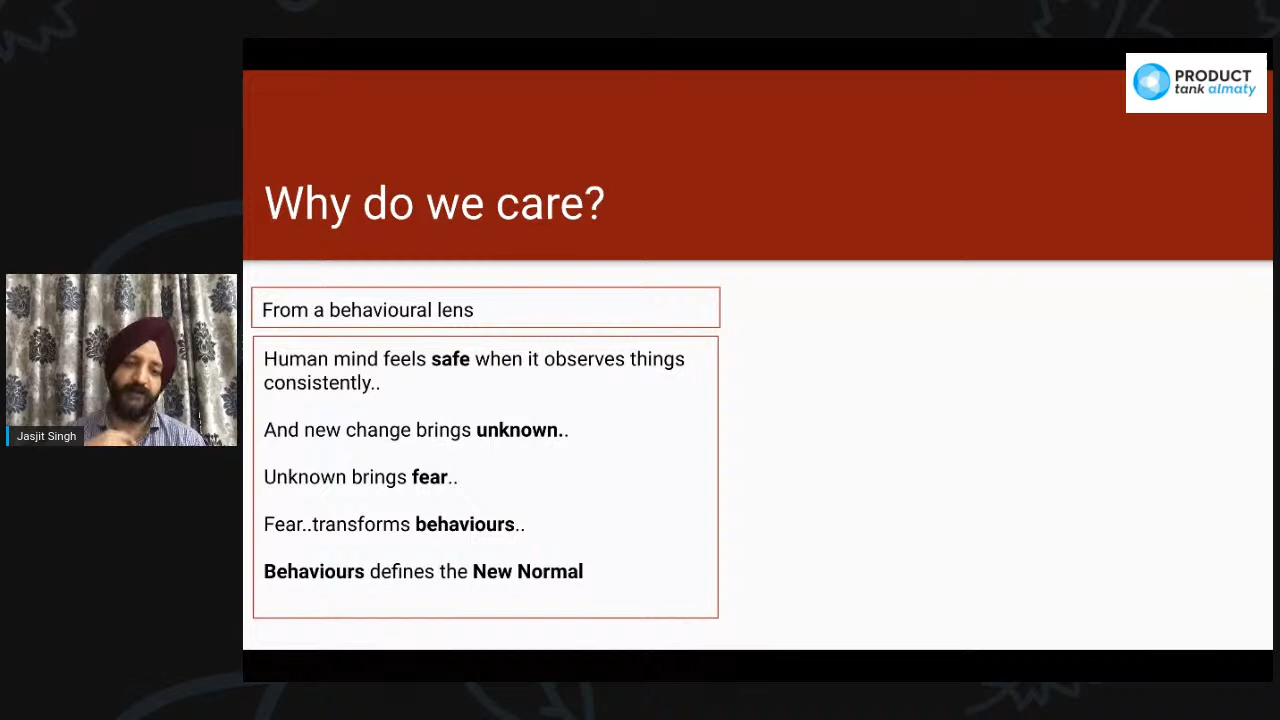 PRODUCT
tank almaty
Why do we care?
From a behavioural lens
Human mind feels safe when it observes things
consistently..
And new change brings unknown..
Unknown brings fear..
Fear..transforms behaviours..
Behaviours defines the New Normal
Jasjit Singh